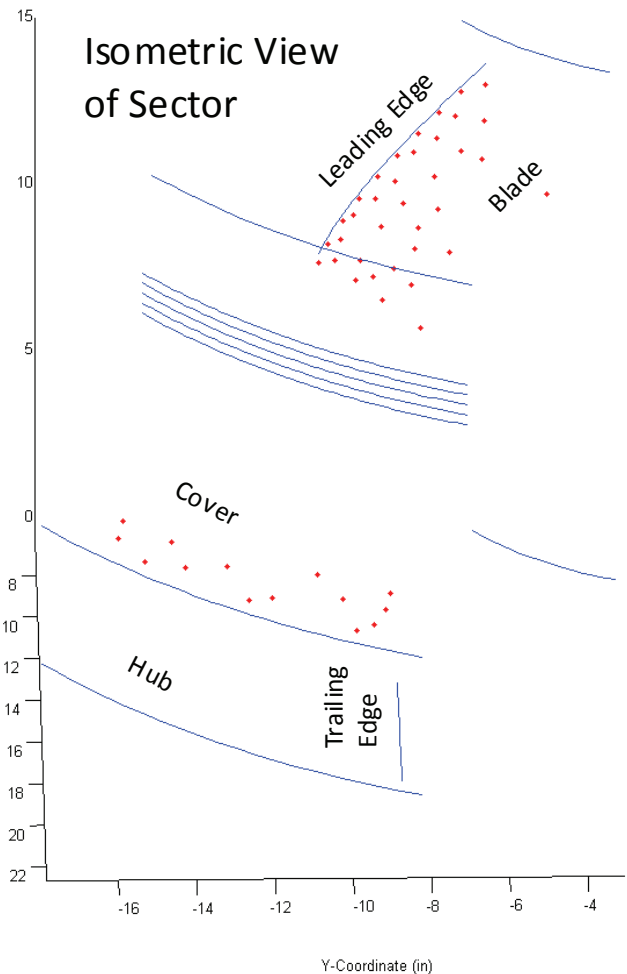 Isometric View
of Sector
15
Leading Edge
Blade
10
5
Cover
0
8
10
12
Hub
Trailing
Edge
14
16
18
20
22
-16
-14
-12
-10
-8
-6
-4
Y-Coordinate (in)